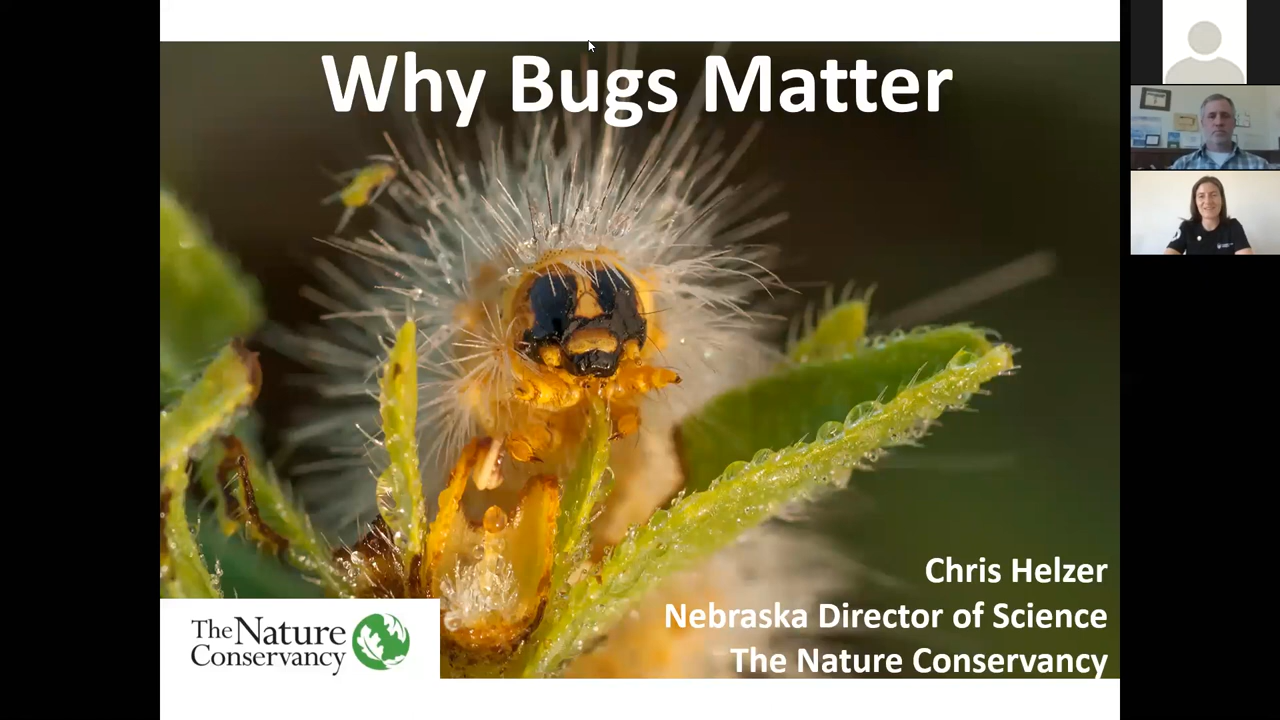 Why Bugs Matter
Chris Helzer
Nebraska Director of Science
The Nature Conservancy
The Nature
Conservancy